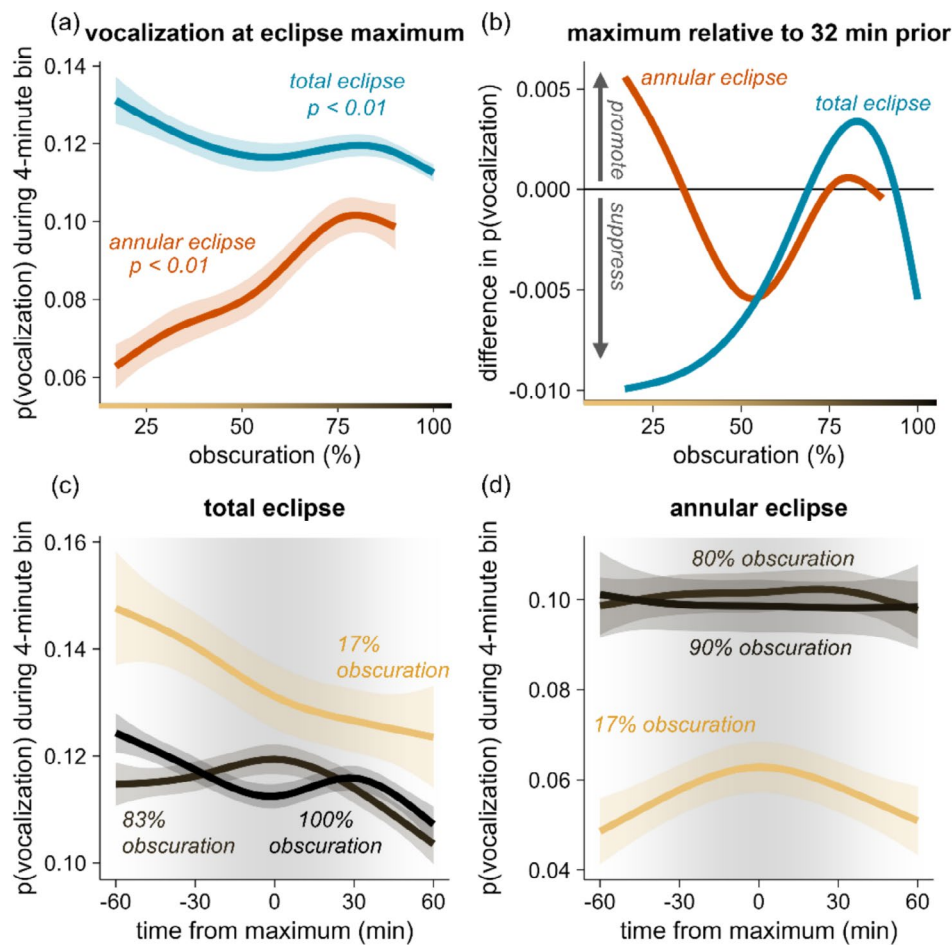 (a)
vocalization at eclipse maximum
p(vocalization) during 4-minute bin
0.14
0.12
0.10
0.08
0.06
total eclipse
p < 0.01
annular eclipse
p < 0.01
25
50
75
100
obscuration (%)
(b)
maximum relative to 32 min prior
difference in p(vocalization)
0.005
0.000
-0.005
-0.010
promote
suppress
annular eclipse
total eclipse
25
50
75
100
obscuration (%)
(c)
total eclipse
p(vocalization) during 4-minute bin
0.16
0.14
0.12
0.10
17%
obscuration
83%
obscuration
100%
obscuration
-60
-30
0
30
60
time from maximum (min)
(d)
annular eclipse
p(vocalization) during 4-minute bin
0.10
0.08
0.06
0.04
80% obscuration
90% obscuration
17% obscuration
-60
-30
0
30
60
time from maximum (min)